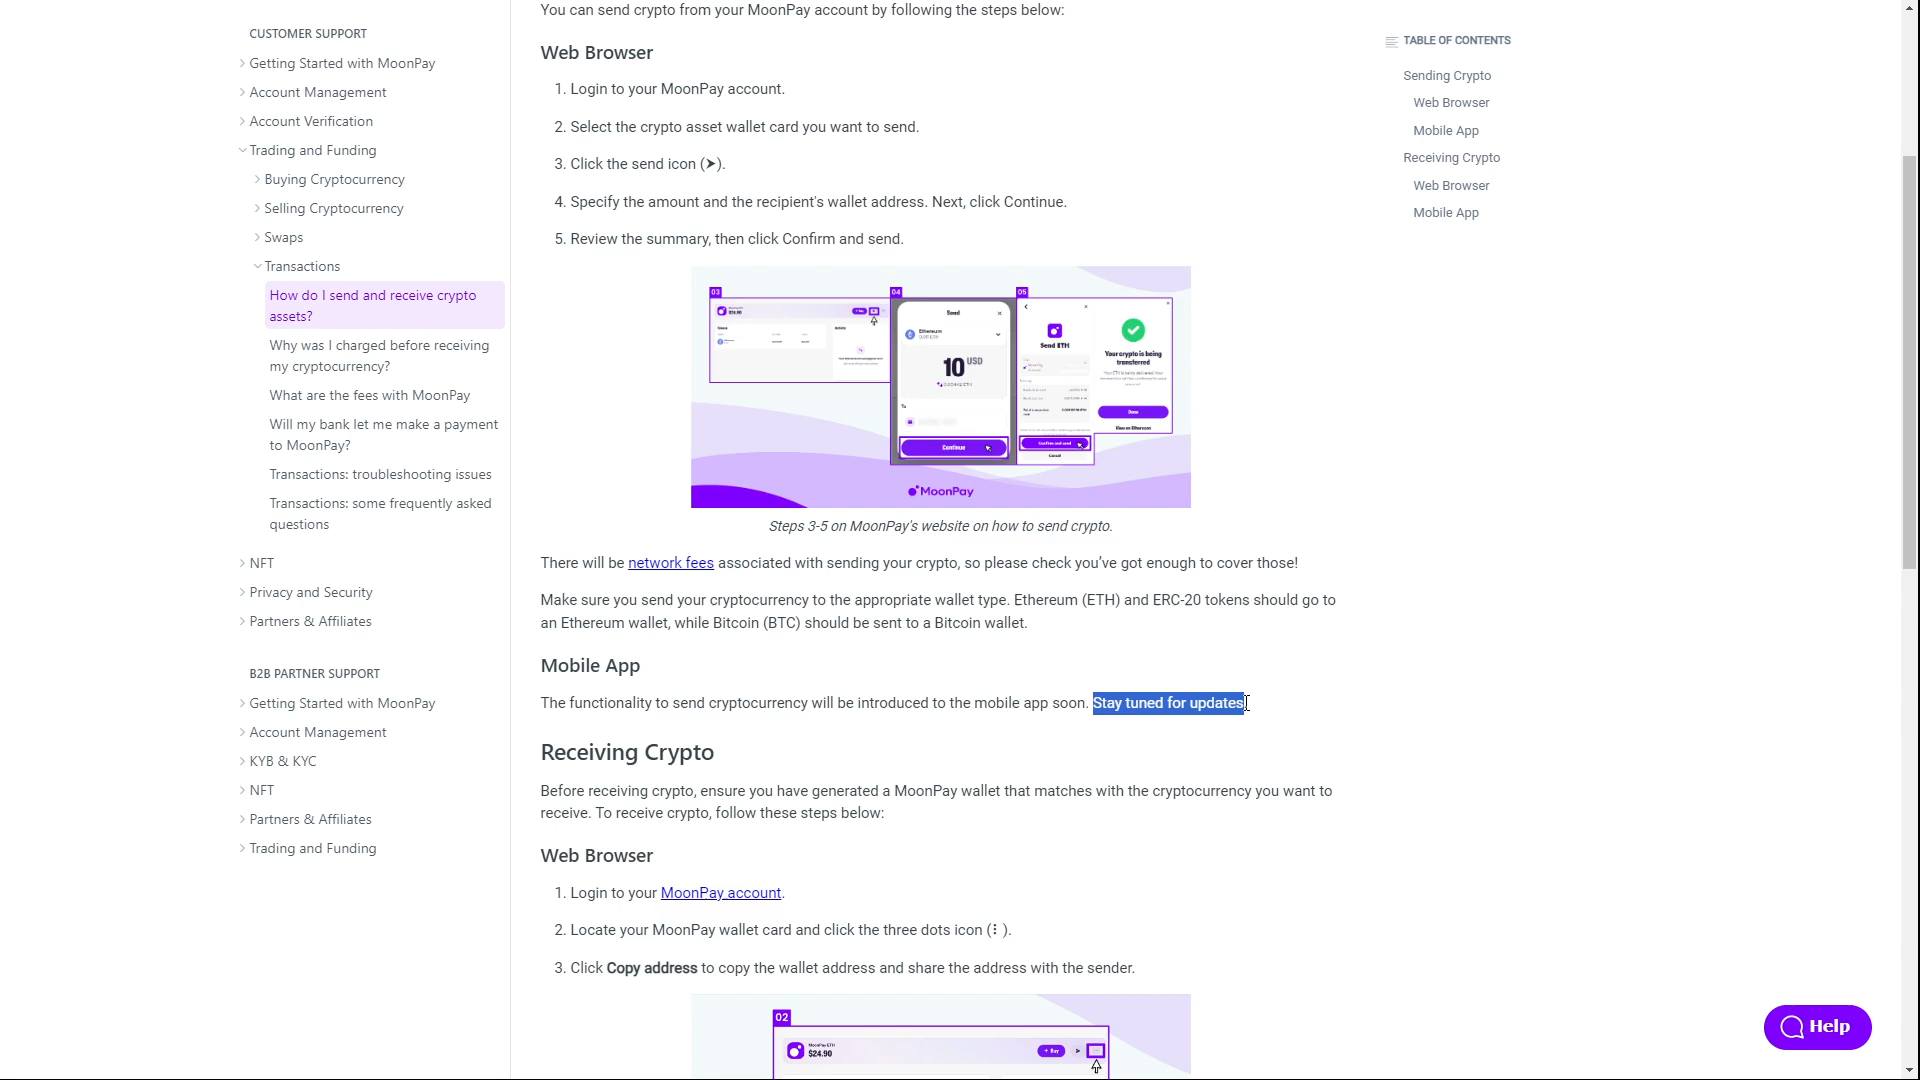 CUSTOMER SUPPORT
Getting Started with MoonPay
Account Management
Account Verification
Trading and Funding
Buying Cryptocurrency
Selling Cryptocurrency
Swaps
Transactions
How do I send and receive crypto
assets?
Why was I charged before receiving
my cryptocurrency?
What are the fees with MoonPay
Will my bank let me make a payment
to MoonPay?
Transactions: troubleshooting issues
Transactions: some frequently asked
questions
NFT
Privacy and Security
Partners & Affiliates
B2B PARTNER SUPPORT
Getting Started with MoonPay
Account Management
KYB & KYC
NFT
Partners & Affiliates
Trading and Funding
You can send crypto from your MoonPay account by following the steps below:
Web Browser
1. Login to your MoonPay account.
2. Select the crypto asset wallet card you want to send.
3. Click the send icon (➤).
4. Specify the amount and the recipient's wallet address. Next, click Continue.
5. Review the summary, then click Confirm and send.
03
$24.90
+ Buy
04
Send
Ethereum
10 USD
To
Continue
05
Send ETH
Confirm and send
Cancel
Your crypto is being
transferred
Done
View on Etherscan
MoonPay
Steps 3-5 on MoonPay's website on how to send crypto.
There will be network fees associated with sending your crypto, so please check you’ve got enough to cover those!
Make sure you send your cryptocurrency to the appropriate wallet type. Ethereum (ETH) and ERC-20 tokens should go to
an Ethereum wallet, while Bitcoin (BTC) should be sent to a Bitcoin wallet.
Mobile App
The functionality to send cryptocurrency will be introduced to the mobile app soon. Stay tuned for updates.
Receiving Crypto
Before receiving crypto, ensure you have generated a MoonPay wallet that matches with the cryptocurrency you want to
receive. To receive crypto, follow these steps below:
Web Browser
1. Login to your MoonPay account.
2. Locate your MoonPay wallet card and click the three dots icon (⋮).
3. Click Copy address to copy the wallet address and share the address with the sender.
02
MoonPay ETH
$24.90
+ Buy
TABLE OF CONTENTS
Sending Crypto
Web Browser
Mobile App
Receiving Crypto
Web Browser
Mobile App
Help